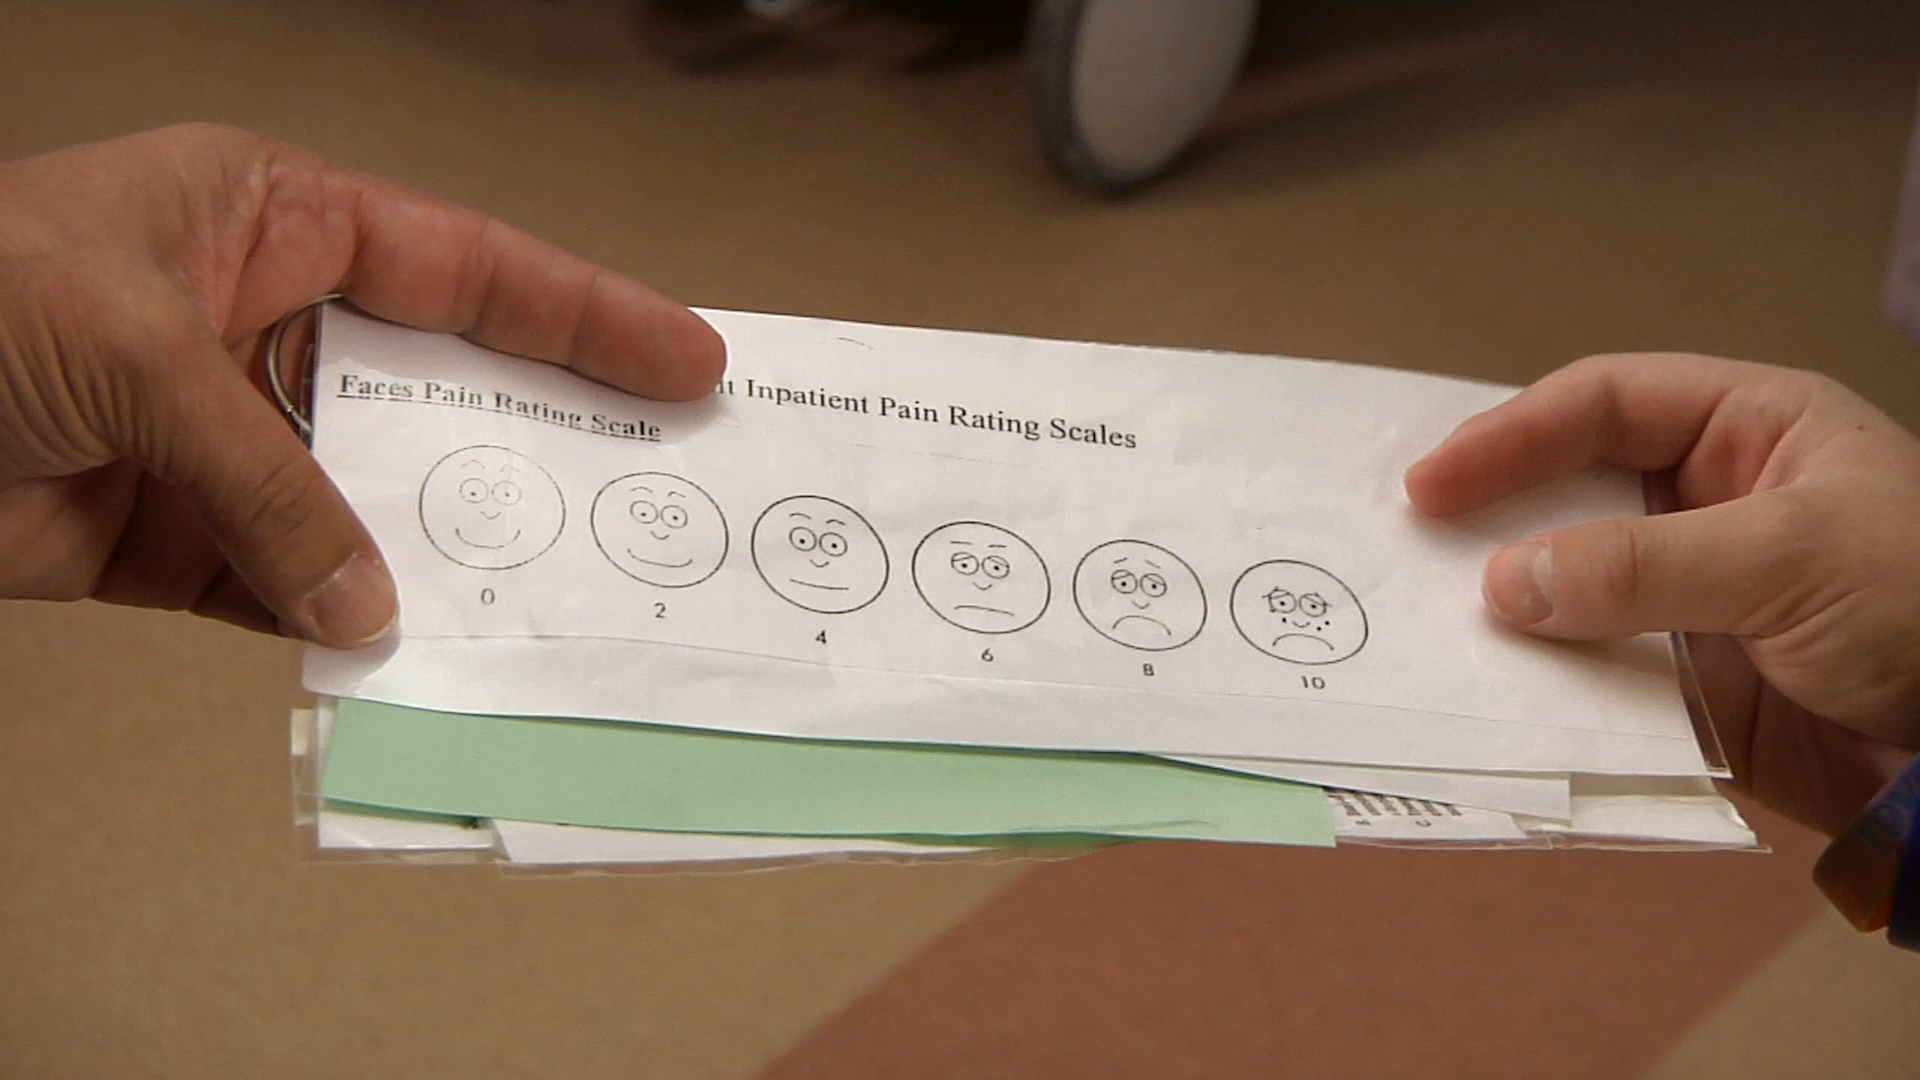 Inpatient Pain Rating Scales
Faces Pain Rating Scale
0 2 4 6 8 10